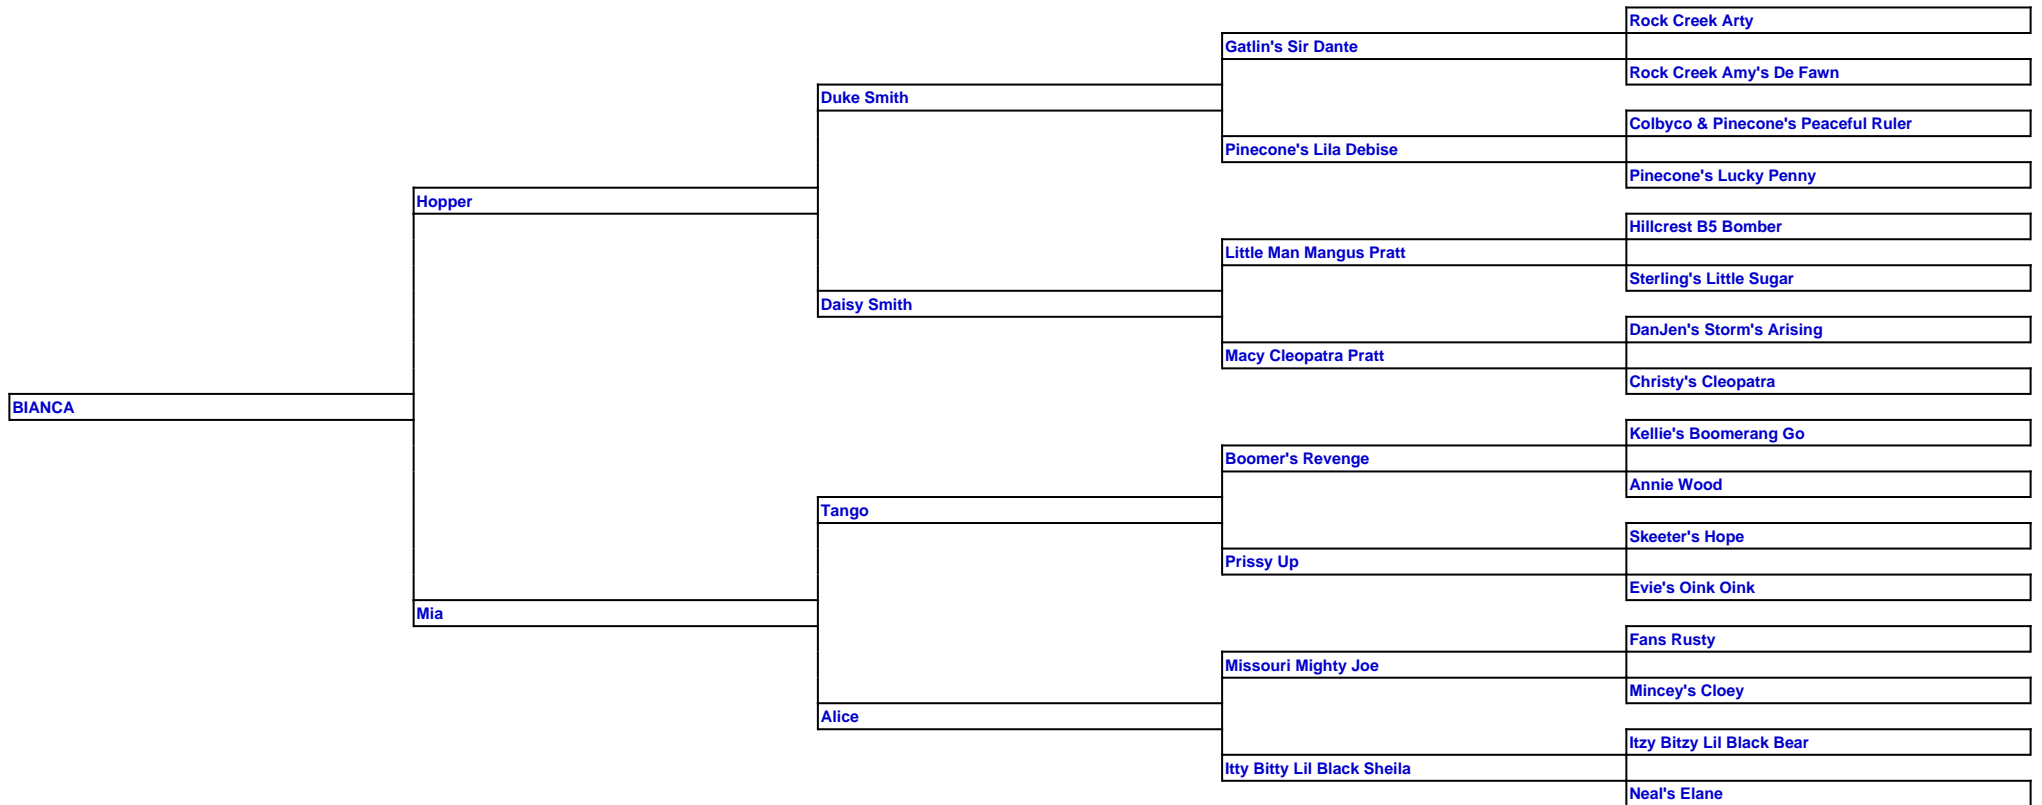 Rock Creek Arty
Gatlin's Sir Dante
Rock Creek Amy's De Fawn
Duke Smith
Colbyco & Pinecone's Peaceful Ruler
Pinecone's Lila Debise
Pinecone's Lucky Penny
Hopper
Hillcrest B5 Bomber
Little Man Mangus Pratt
Sterling's Little Sugar
Daisy Smith
DanJen's Storm's Arising
Macy Cleopatra Pratt
Christy's Cleopatra
BIANCA
Kellie's Boomerang Go
Boomer's Revenge
Annie Wood
Tango
Skeeter's Hope
Prissy Up
Evie's Oink Oink
Mia
Fans Rusty
Missouri Mighty Joe
Mincey's Cloey
Alice
Itzy Bitzy Lil Black Bear
Itty Bitty Lil Black Sheila
Neal's Elane